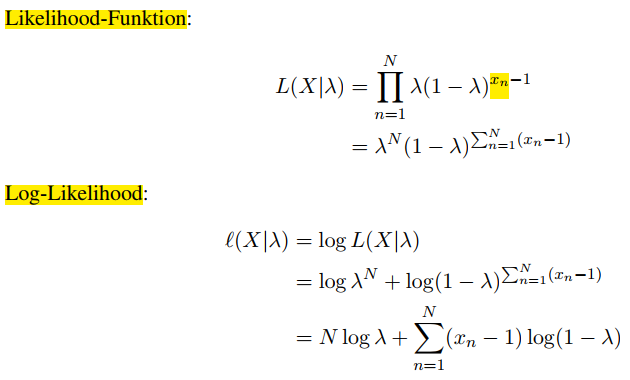 Likelihood-Funktion:
L(X|λ) = ∏_{n=1}^{N} λ(1 − λ)^{x_n−1}
= λ^N (1 − λ)^{∑_{n=1}^{N}(x_n−1)}
Log-Likelihood:
ℓ(X|λ) = log L(X|λ)
= log λ^N + log(1 − λ)^{∑_{n=1}^{N}(x_n−1)}
= N log λ + ∑_{n=1}^{N} (x_n − 1) log(1 − λ)